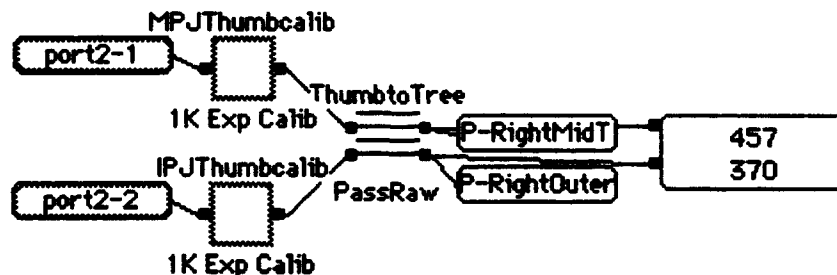 MPJThumbcalib
port2-1
ThumbtoTree
1K Exp Calib
P-RightMidT
457
IPJThumbcalib
370
PassRaw
P-RightOuter
port2-2
1K Exp Calib